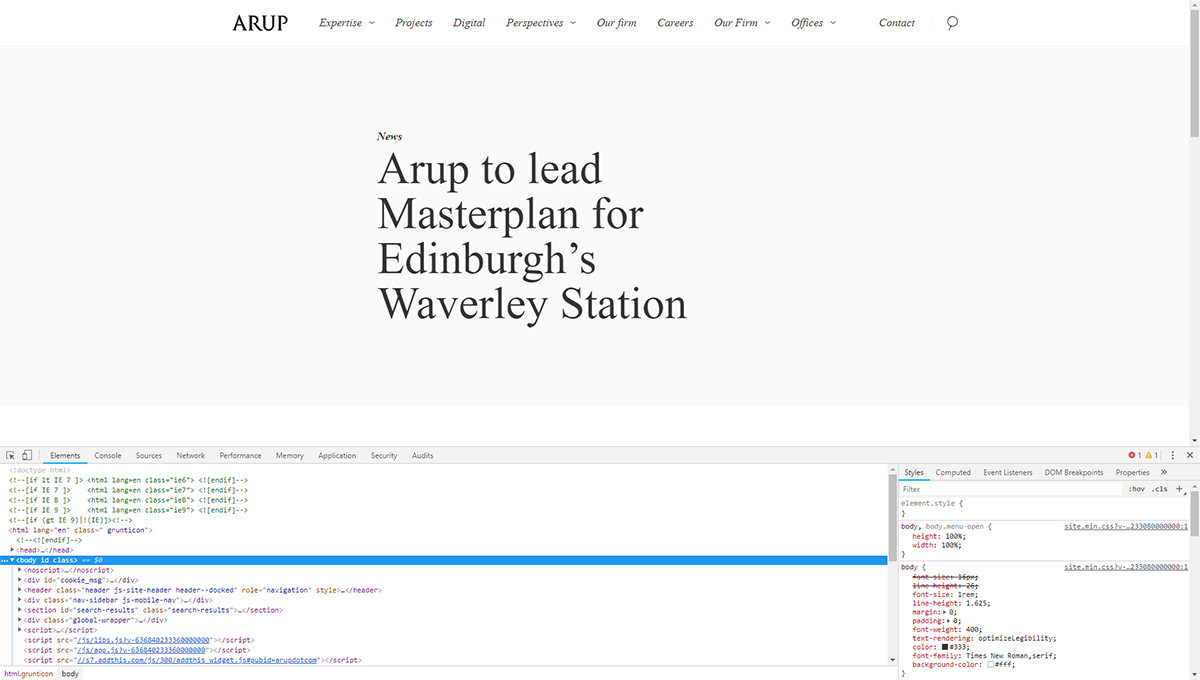 ARUP Expertise Projects Digital Perspectives Our firm Careers Our Firm Offices Contact
News
Arup to lead
Masterplan for
Edinburgh’s
Waverley Station
Elements Console Sources Network Performance Memory Application Security Audits 1 1
<!doctype html>
<!--[if lt IE 7 ]> <html lang=en class="ie6"> <![endif]-->
<!--[if IE 7 ]> <html lang=en class="ie7"> <![endif]-->
<!--[if IE 8 ]> <html lang=en class="ie8"> <![endif]-->
<!--[if IE 9 ]> <html lang=en class="ie9"> <![endif]-->
<!--[if (gt IE 9)|!(IE)]><!-->
<html lang="en" class=" grunticon">
<!--<![endif]-->
<head>…</head>
<body id class> == $0
<noscript>…</noscript>
<div id="cookie_msg">…</div>
<header class="header js-site-header header--docked" role="navigation" style>…</header>
<div class="nav-sidebar js-mobile-nav">…</div>
<section id="search-results" class="search-results">…</section>
<div class="global-wrapper">…</div>
<script>…</script>
<script src="/js/libs.js?v-636840233360000000"></script>
<script src="/js/app.js?v-636840233360000000"></script>
<script src="//s7.addthis.com/js/300/addthis_widget.js#pubid=arupdotcom"></script>
html.grunticon body
Styles Computed Event Listeners DOM Breakpoints Properties »
Filter :hov .cls +
element.style {
}
body, body.menu-open { site.min.css?v-…233080000000:1
height: 100%;
width: 100%;
}
body { site.min.css?v-…233080000000:1
font-size: 16px;
line-height: 26;
font-size: 1rem;
line-height: 1.625;
margin: 0;
padding: 0;
font-weight: 400;
text-rendering: optimizeLegibility;
color: #333;
font-family: Times New Roman,serif;
background-color: #fff;
}